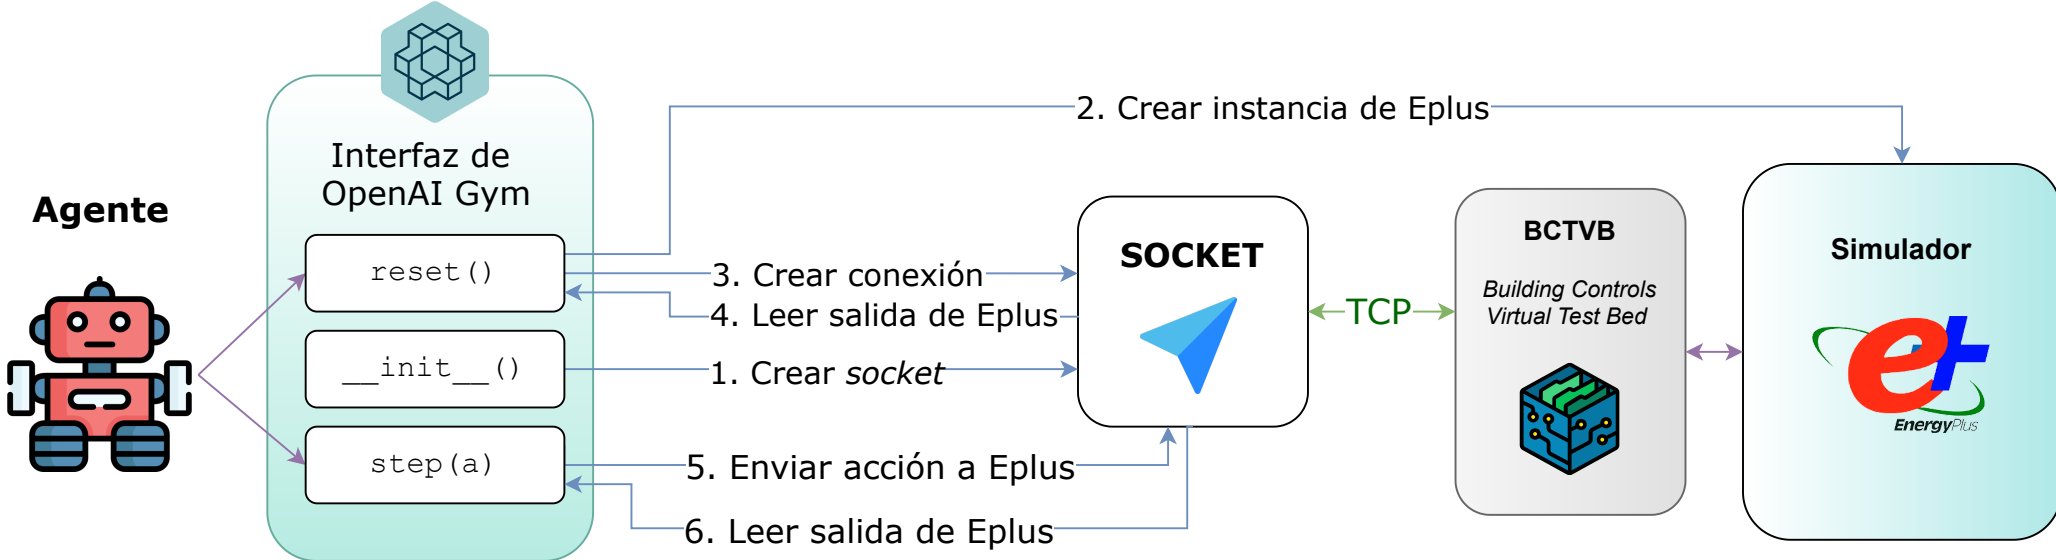 Agente
Interfaz de
OpenAI Gym
reset()
__init__()
step(a)
2. Crear instancia de Eplus
3. Crear conexión
4. Leer salida de Eplus
1. Crear socket
5. Enviar acción a Eplus
6. Leer salida de Eplus
SOCKET
TCP
BCTVB
Building Controls
Virtual Test Bed
Simulador
e+
EnergyPlus